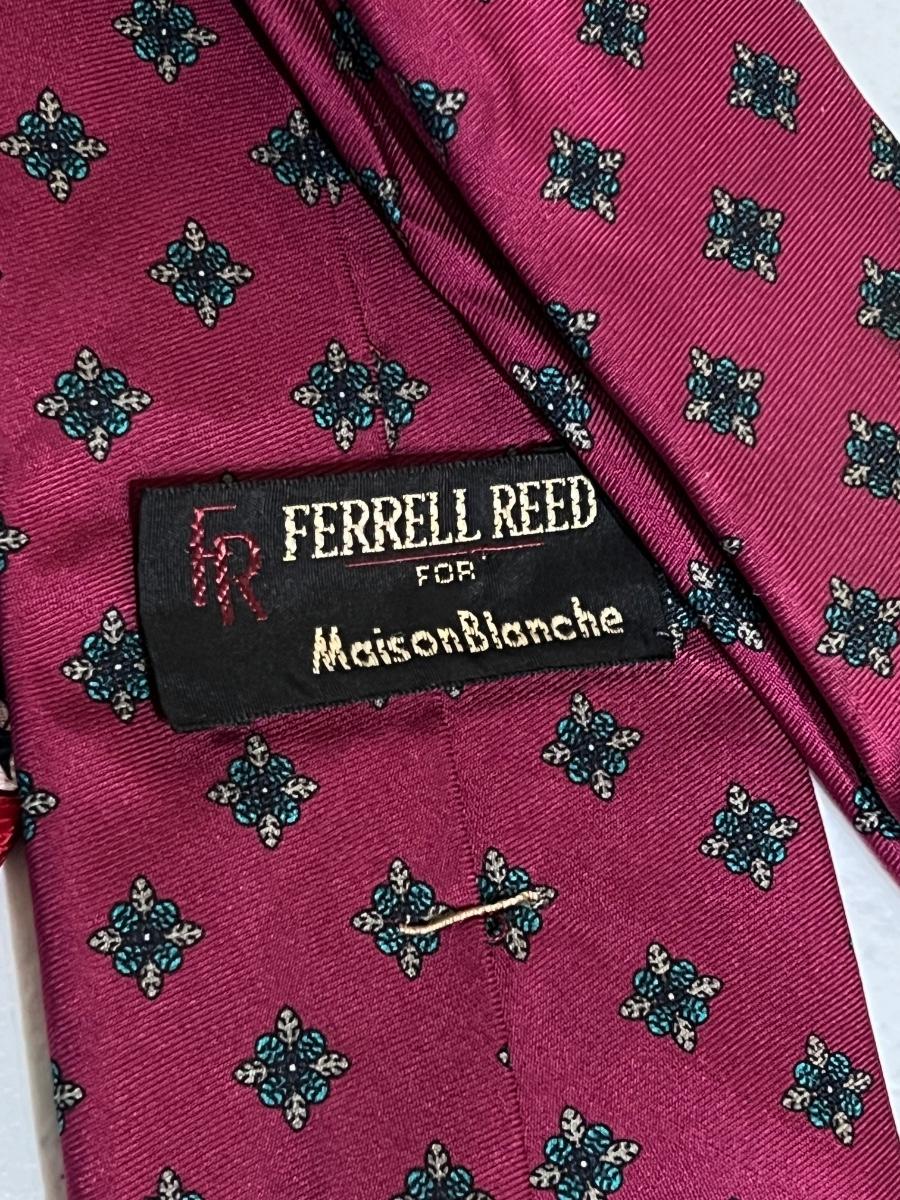 FR
FERRELL REED
FOR
MaisonBlanche